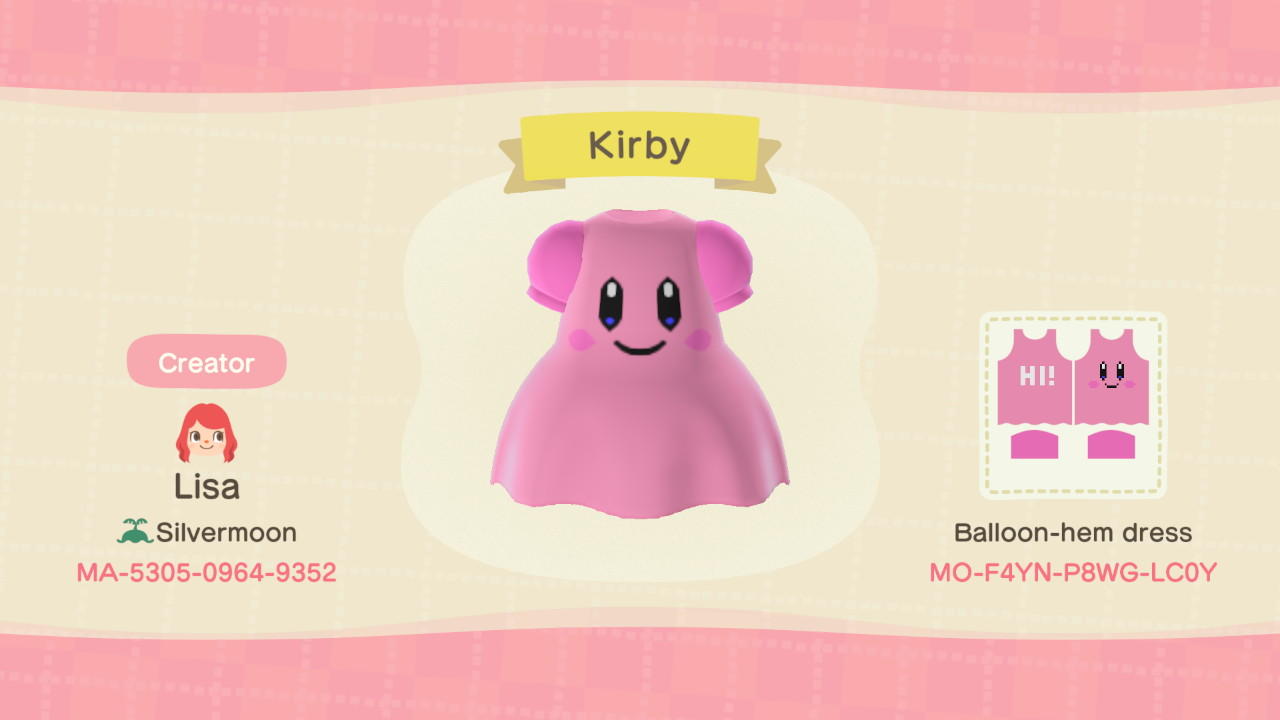 Kirby
Creator
Lisa
Silvermoon
MA-5305-0964-9352
HI!
Balloon-hem dress
MO-F4YN-P8WG-LC0Y